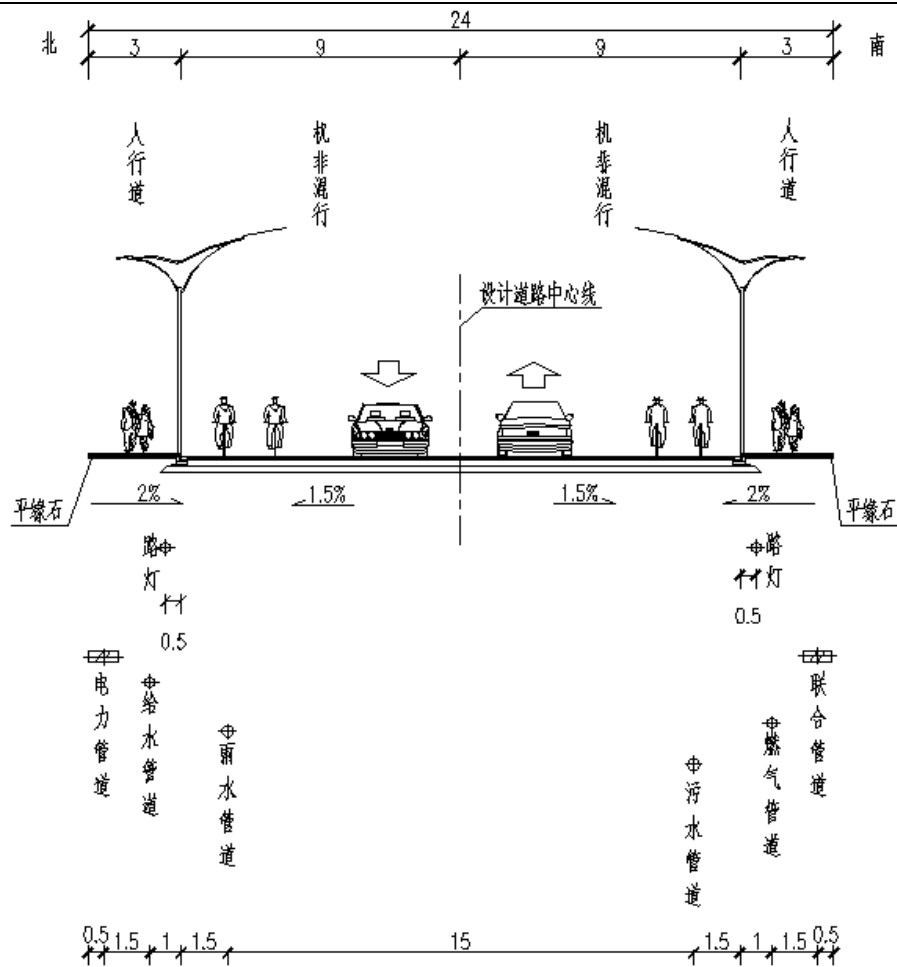 24
北
3
9
9
3
南
人行道
机非混行
机非混行
人行道
设计道路中心线
2%
1.5%
1.5%
2%
平缘石
平缘石
路灯
路灯
0.5
0.5
电力管道
给水管道
雨水管道
污水管道
燃气管道
联合管道
0.5
1.5
1
1.5
15
1.5
1
1.5
0.5